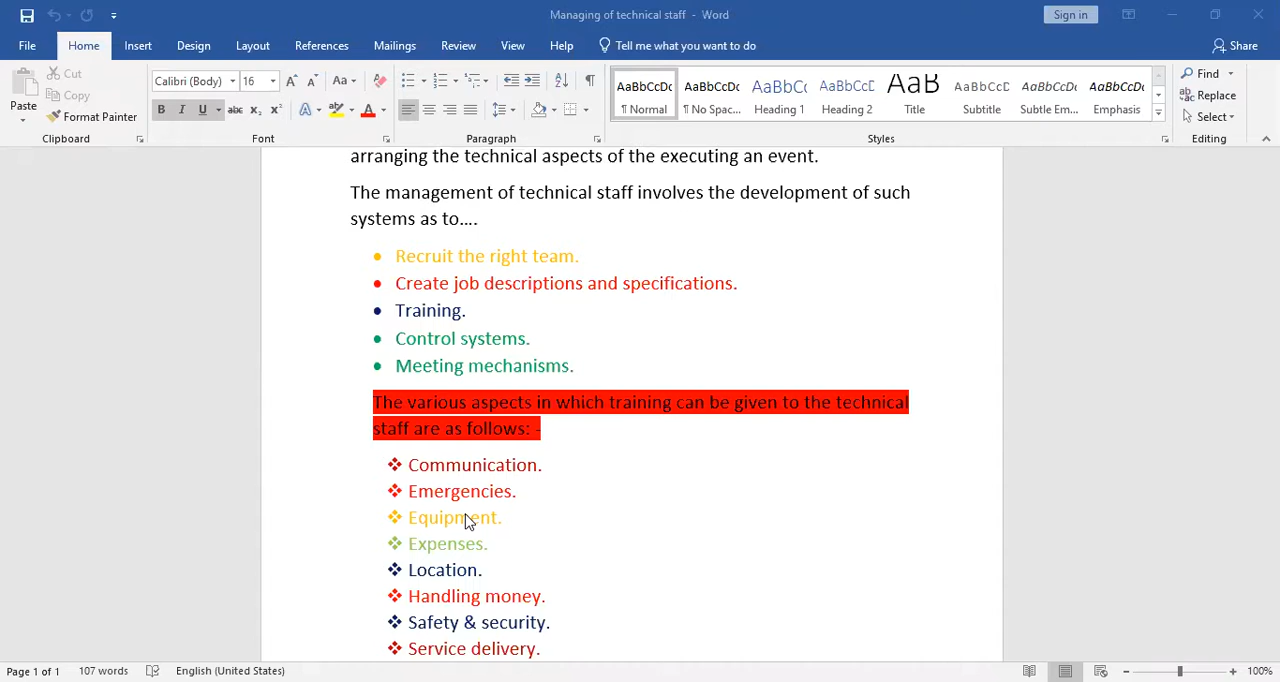 Managing of technical staff - Word
Sign in
File Home Insert Design Layout References Mailings Review View Help Tell me what you want to do Share
Paste Cut Copy Format Painter
Calibri (Body) 16 A A Aa
B I U abc x₂ x² A A
AaBbCcDc AaBbCcDc AaBbCc AaBbCc AaB AaBbCcD AaBbCcDc AaBbCcDc
¶ Normal ¶ No Spac... Heading 1 Heading 2 Title Subtitle Subtle Em... Emphasis
Find
Replace
Select
Clipboard Font Paragraph Styles Editing
arranging the technical aspects of the executing an event.
The management of technical staff involves the development of such
systems as to....
• Recruit the right team.
• Create job descriptions and specifications.
• Training.
• Control systems.
• Meeting mechanisms.
The various aspects in which training can be given to the technical
staff are as follows: -
❖ Communication.
❖ Emergencies.
❖ Equipment.
❖ Expenses.
❖ Location.
❖ Handling money.
❖ Safety & security.
❖ Service delivery.
Page 1 of 1 107 words English (United States) 100%